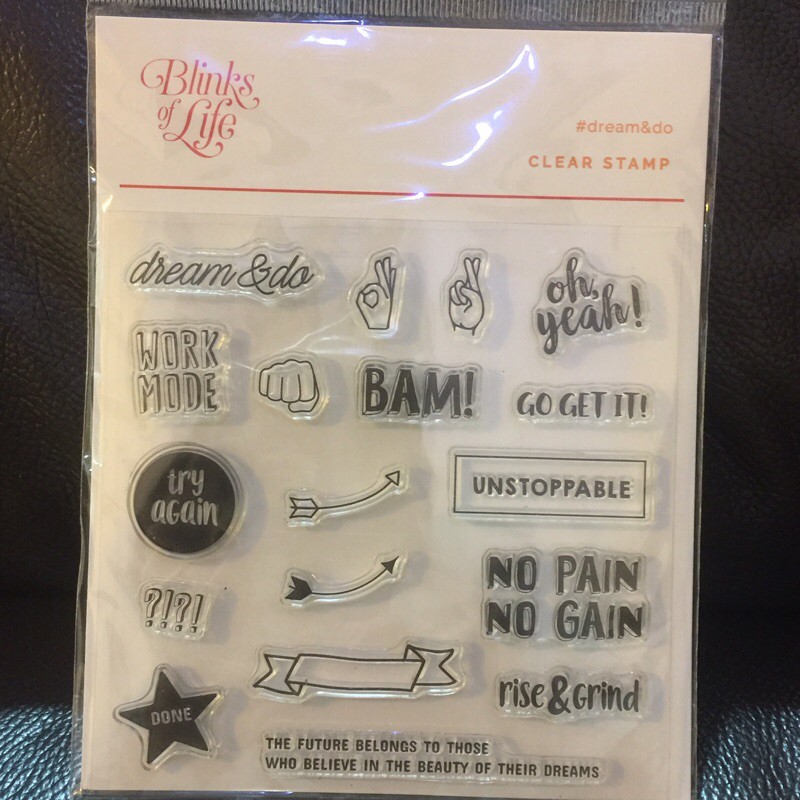 Blinks
of Life
#dream&do
CLEAR STAMP
dream &do
oh,
yeah!
WORK
MODE
BAM!
GO GET IT!
try
again
UNSTOPPABLE
?!?!
NO PAIN
NO GAIN
rise&Grind
DONE
THE FUTURE BELONGS TO THOSE
WHO BELIEVE IN THE BEAUTY OF THEIR DREAMS